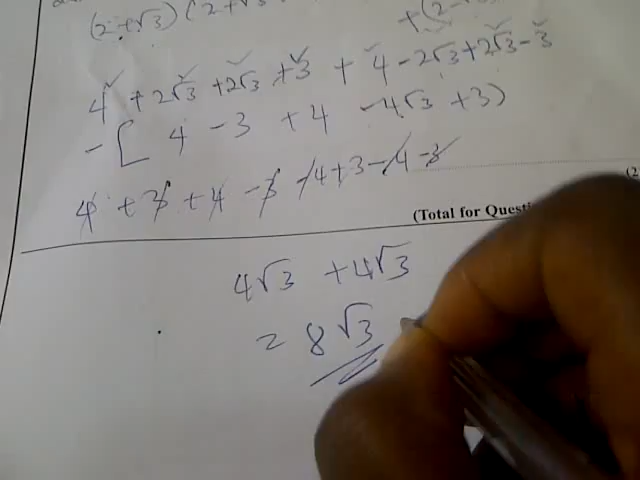 (2+√3)(2+√3
+(2-√
4 + 2√3 + 2√3 + 3 + 4 - 2√3 + 2√3 - 3
- [ 4 - 3 + 4 - 4√3 + 3)
4 + 3 + 4 - 3 - 4 + 3 - 4 - 3
(2
(Total for Questi
4√3 + 4√3
= 8√3